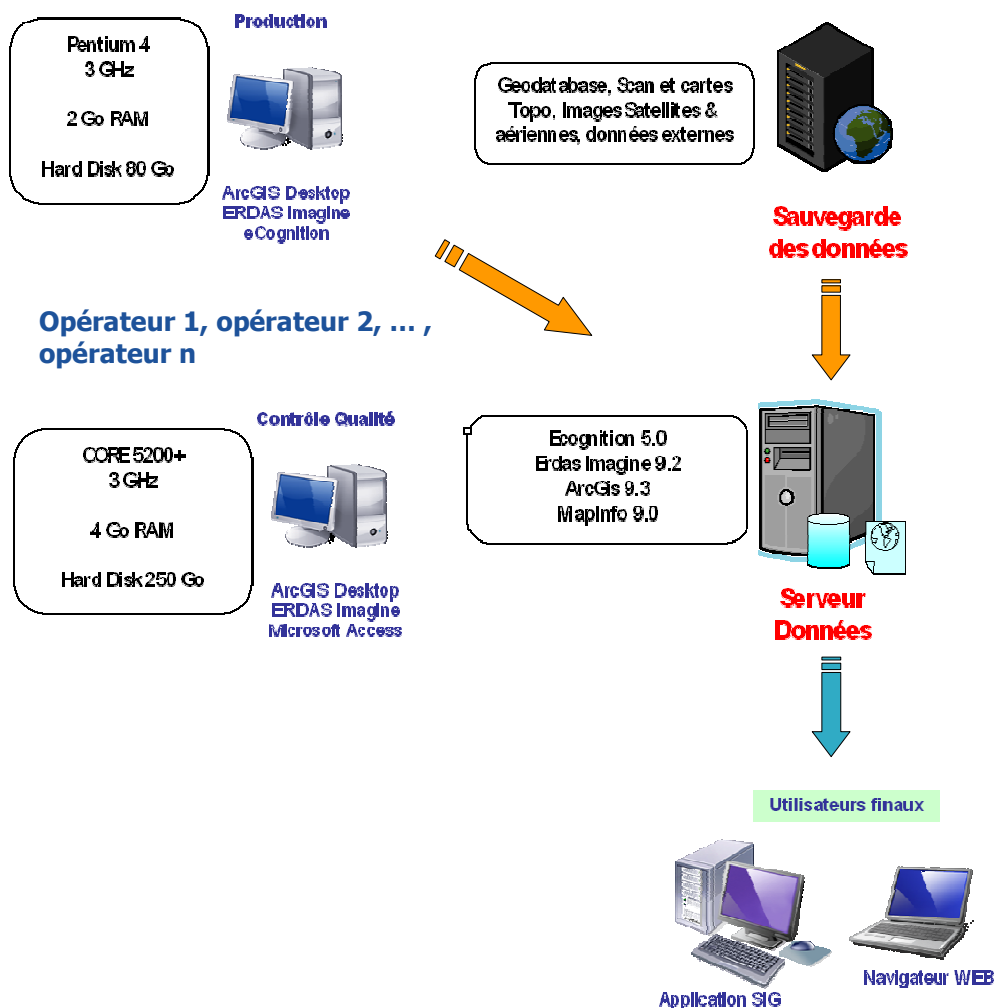 Production
Pentium 4
3 GHz
2 Go RAM
Hard Disk 80 Go
ArcGIS Desktop
ERDAS Imagine
eCognition
Geodatabase, Scan et cartes
Topo, Images Satellites &
aériennes, données externes
Sauvegarde
des données
Opérateur 1, opérateur 2, ... ,
opérateur n
Contrôle Qualité
CORE 5200+
3 GHz
4 Go RAM
Hard Disk 250 Go
ArcGIS Desktop
ERDAS Imagine
Microsoft Access
Ecognition 5.0
Erdas Imagine 9.2
ArcGis 9.3
MapInfo 9.0
Serveur
Données
Utilisateurs finaux
Application SIG
Navigateur WEB